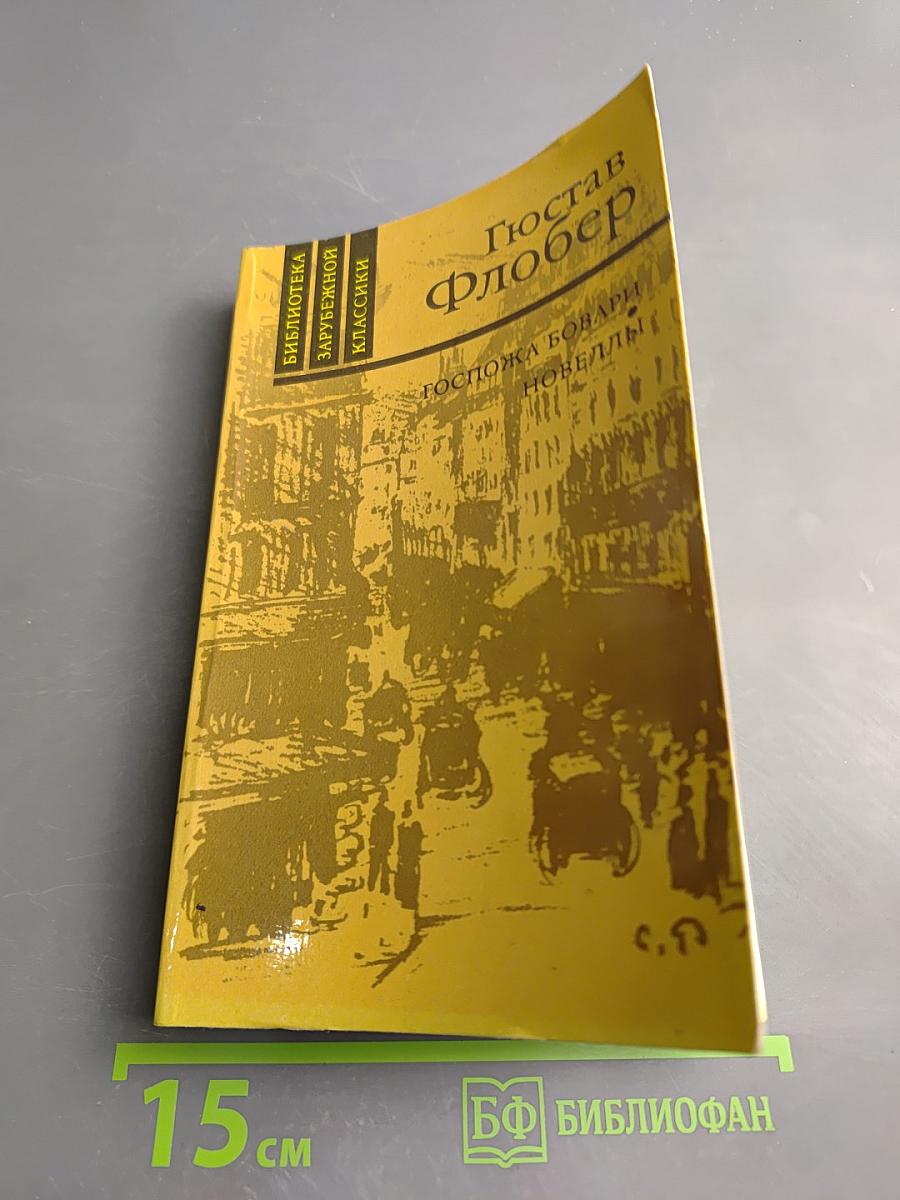 БИБЛИОТЕКА
ЗАРУБЕЖНОЙ
КЛАССИКИ
Гюстав
Флобер
ГОСПОЖА БОВАРИ
НОВЕЛЛЫ
15 см
БФ БИБЛИОФАН